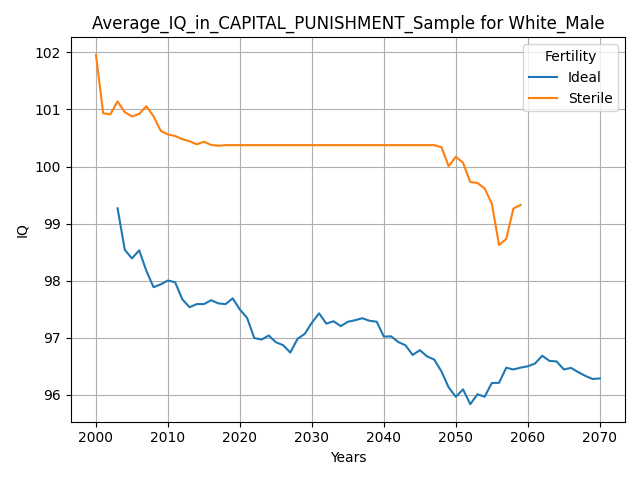 Average_IQ_in_CAPITAL_PUNISHMENT_Sample for White_Male
Fertility
Ideal
Sterile
102
101
100
99
98
97
96
IQ
2000 2010 2020 2030 2040 2050 2060 2070
Years